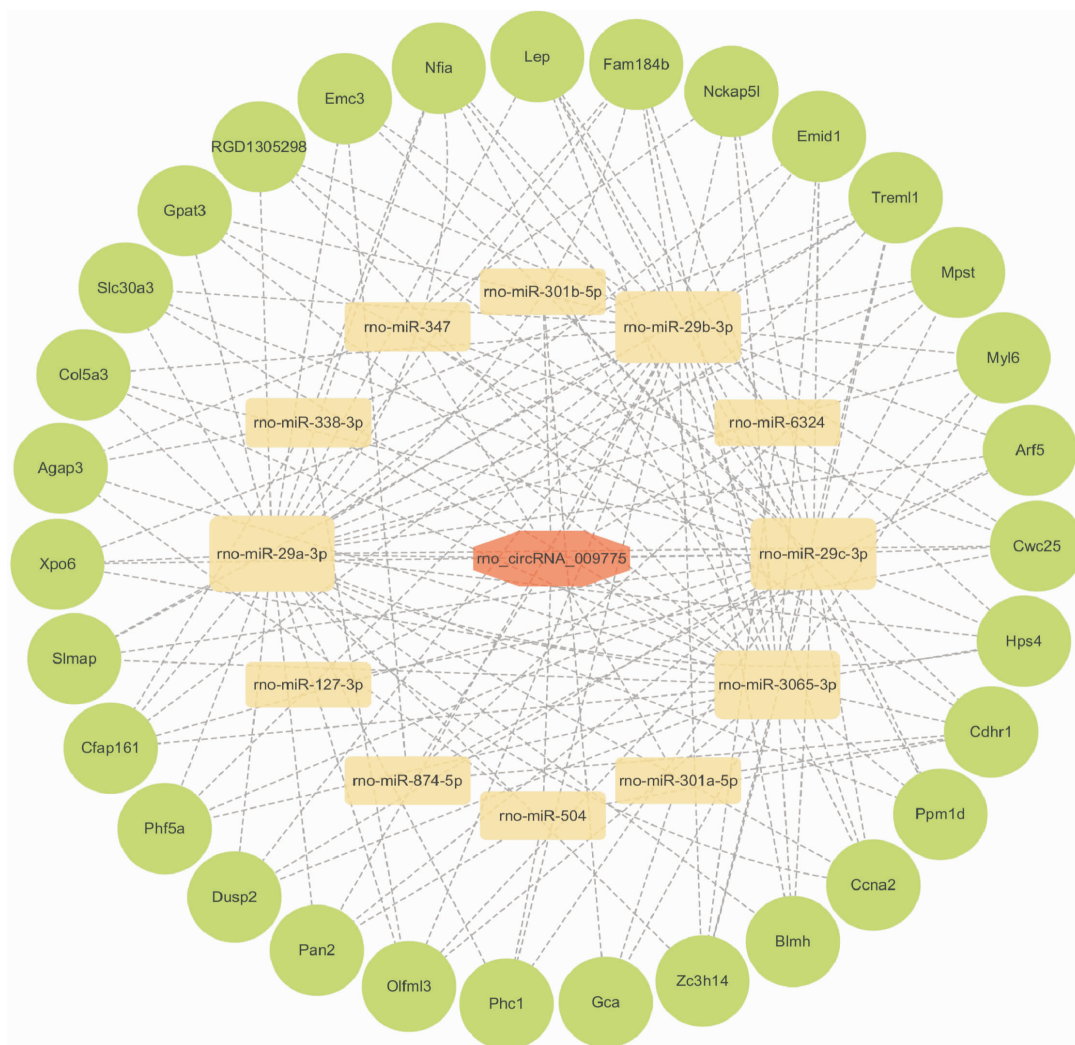 Lep
Fam184b
Nfia
Nckap5l
Emc3
Emid1
RGD1305298
Treml1
Gpat3
Mpst
Slc30a3
rno-miR-301b-5p
rno-miR-347
rno-miR-29b-3p
Myl6
Col5a3
rno-miR-338-3p
rno-miR-6324
Arf5
Agap3
Cwc25
rno-miR-29a-3p
rno-miR-29c-3p
rno_circRNA_009775
Xpo6
Hps4
Slmap
rno-miR-127-3p
rno-miR-3065-3p
Cdhr1
Cfap161
rno-miR-874-5p
rno-miR-301a-5p
rno-miR-504
Ppm1d
Phf5a
Ccna2
Dusp2
Blmh
Pan2
Zc3h14
Olfml3
Gca
Phc1